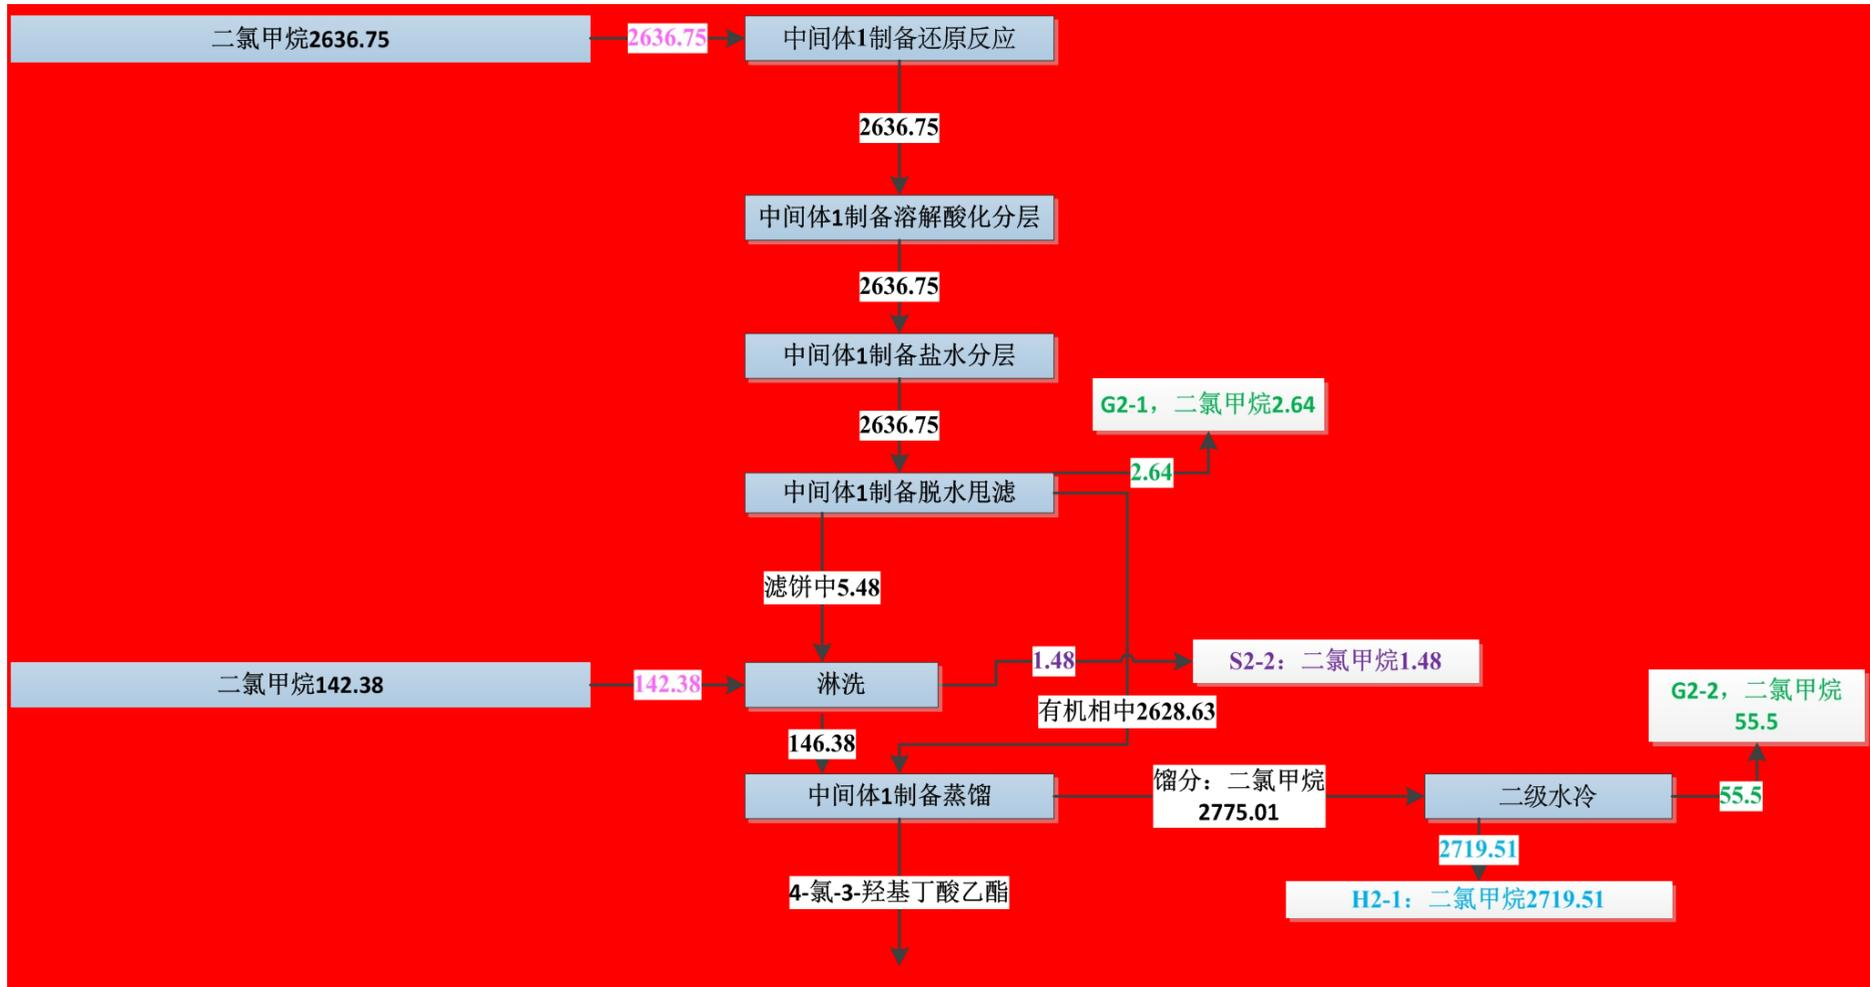 二氯甲烷2636.75
2636.75
中间体1制备还原反应
2636.75
中间体1制备溶解酸化分层
2636.75
中间体1制备盐水分层
2636.75
G2-1，二氯甲烷2.64
2.64
中间体1制备脱水甩滤
滤饼中5.48
二氯甲烷142.38
142.38
淋洗
1.48
S2-2：二氯甲烷1.48
有机相中2628.63
146.38
中间体1制备蒸馏
馏分：二氯甲烷
2775.01
二级水冷
55.5
G2-2，二氯甲烷
55.5
2719.51
H2-1：二氯甲烷2719.51
4-氯-3-羟基丁酸乙酯